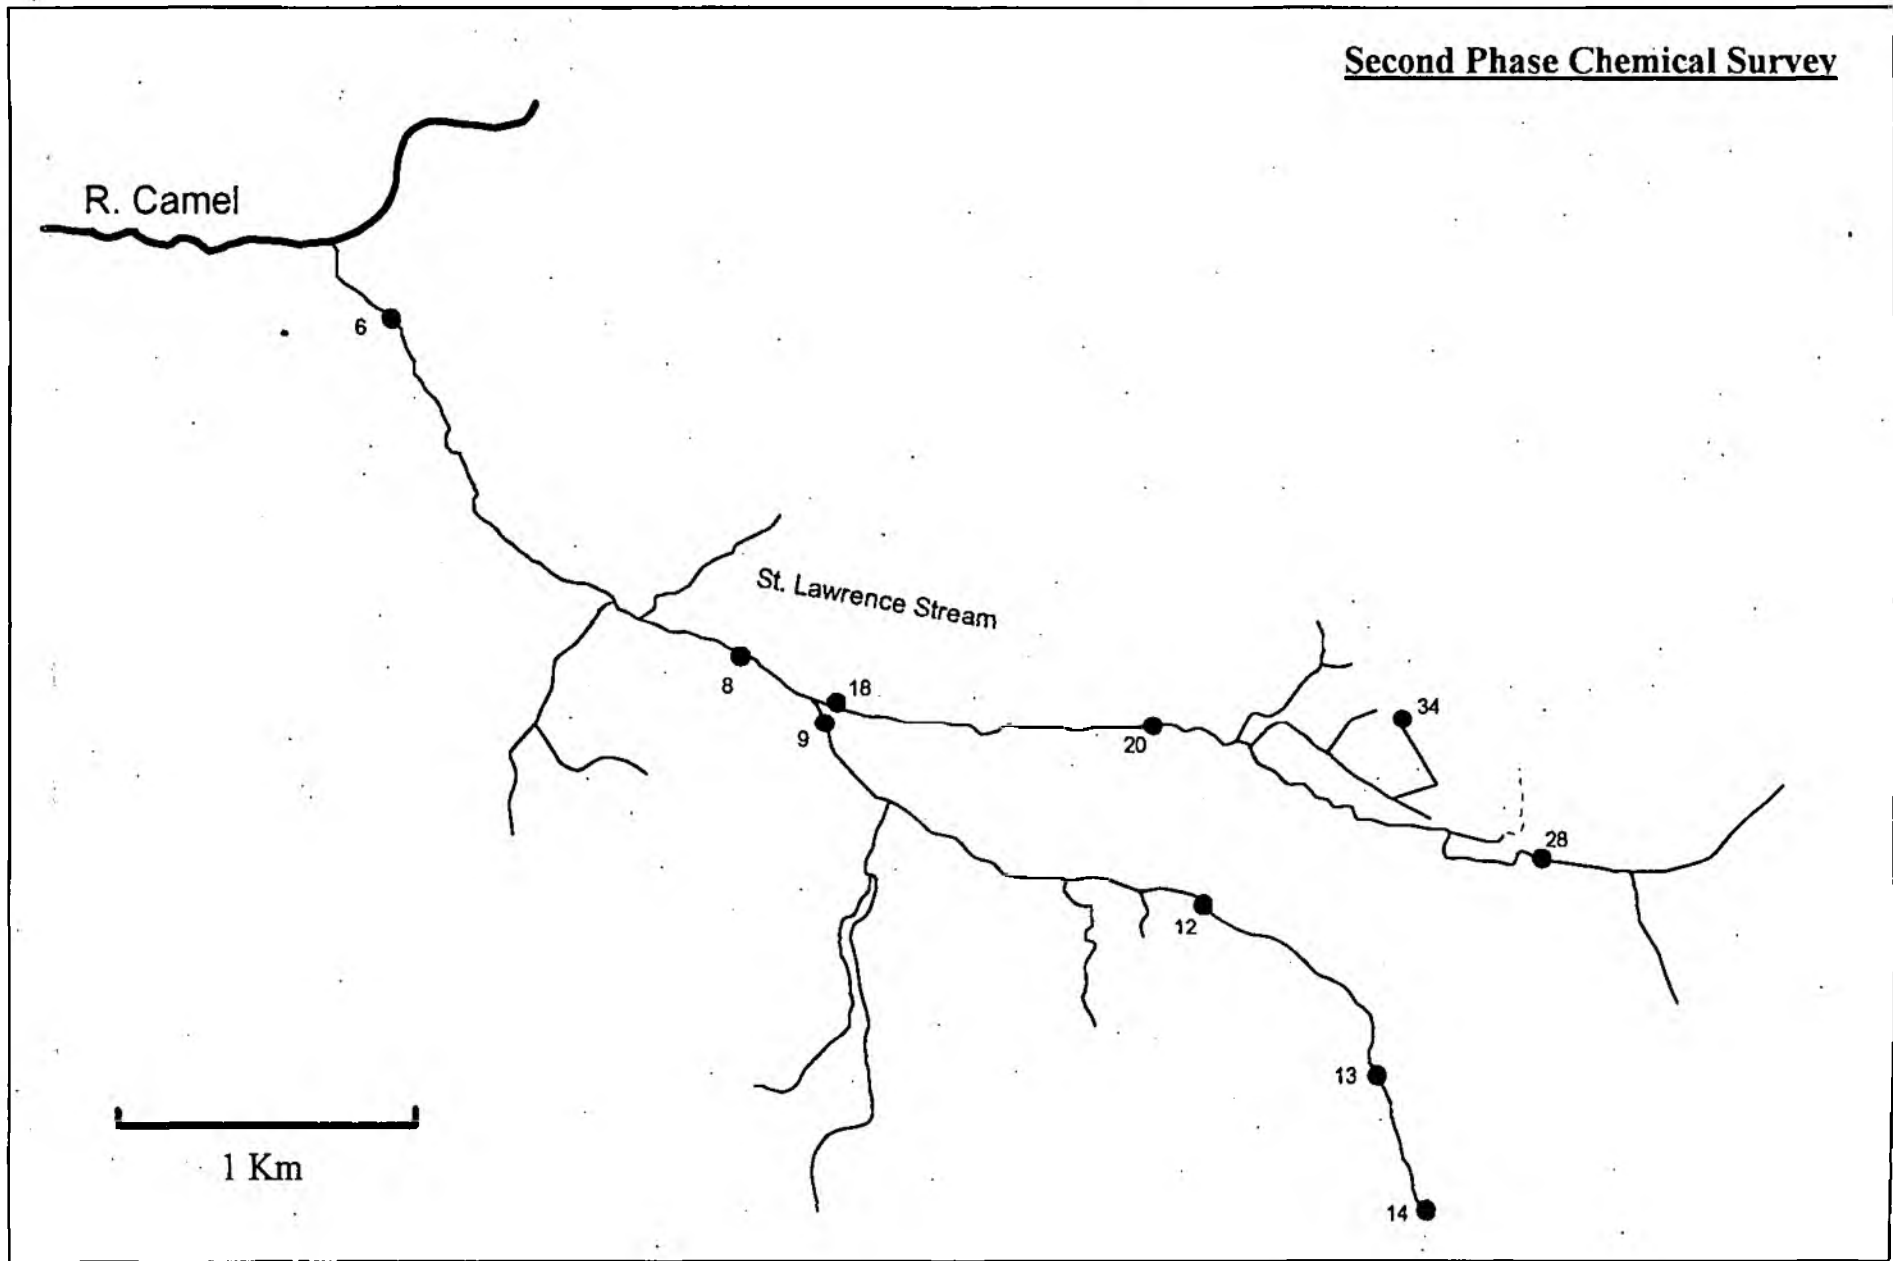 Second Phase Chemical Survey
R. Camel
6
St. Lawrence Stream
8
18
9
20
34
28
12
13
14
1 Km